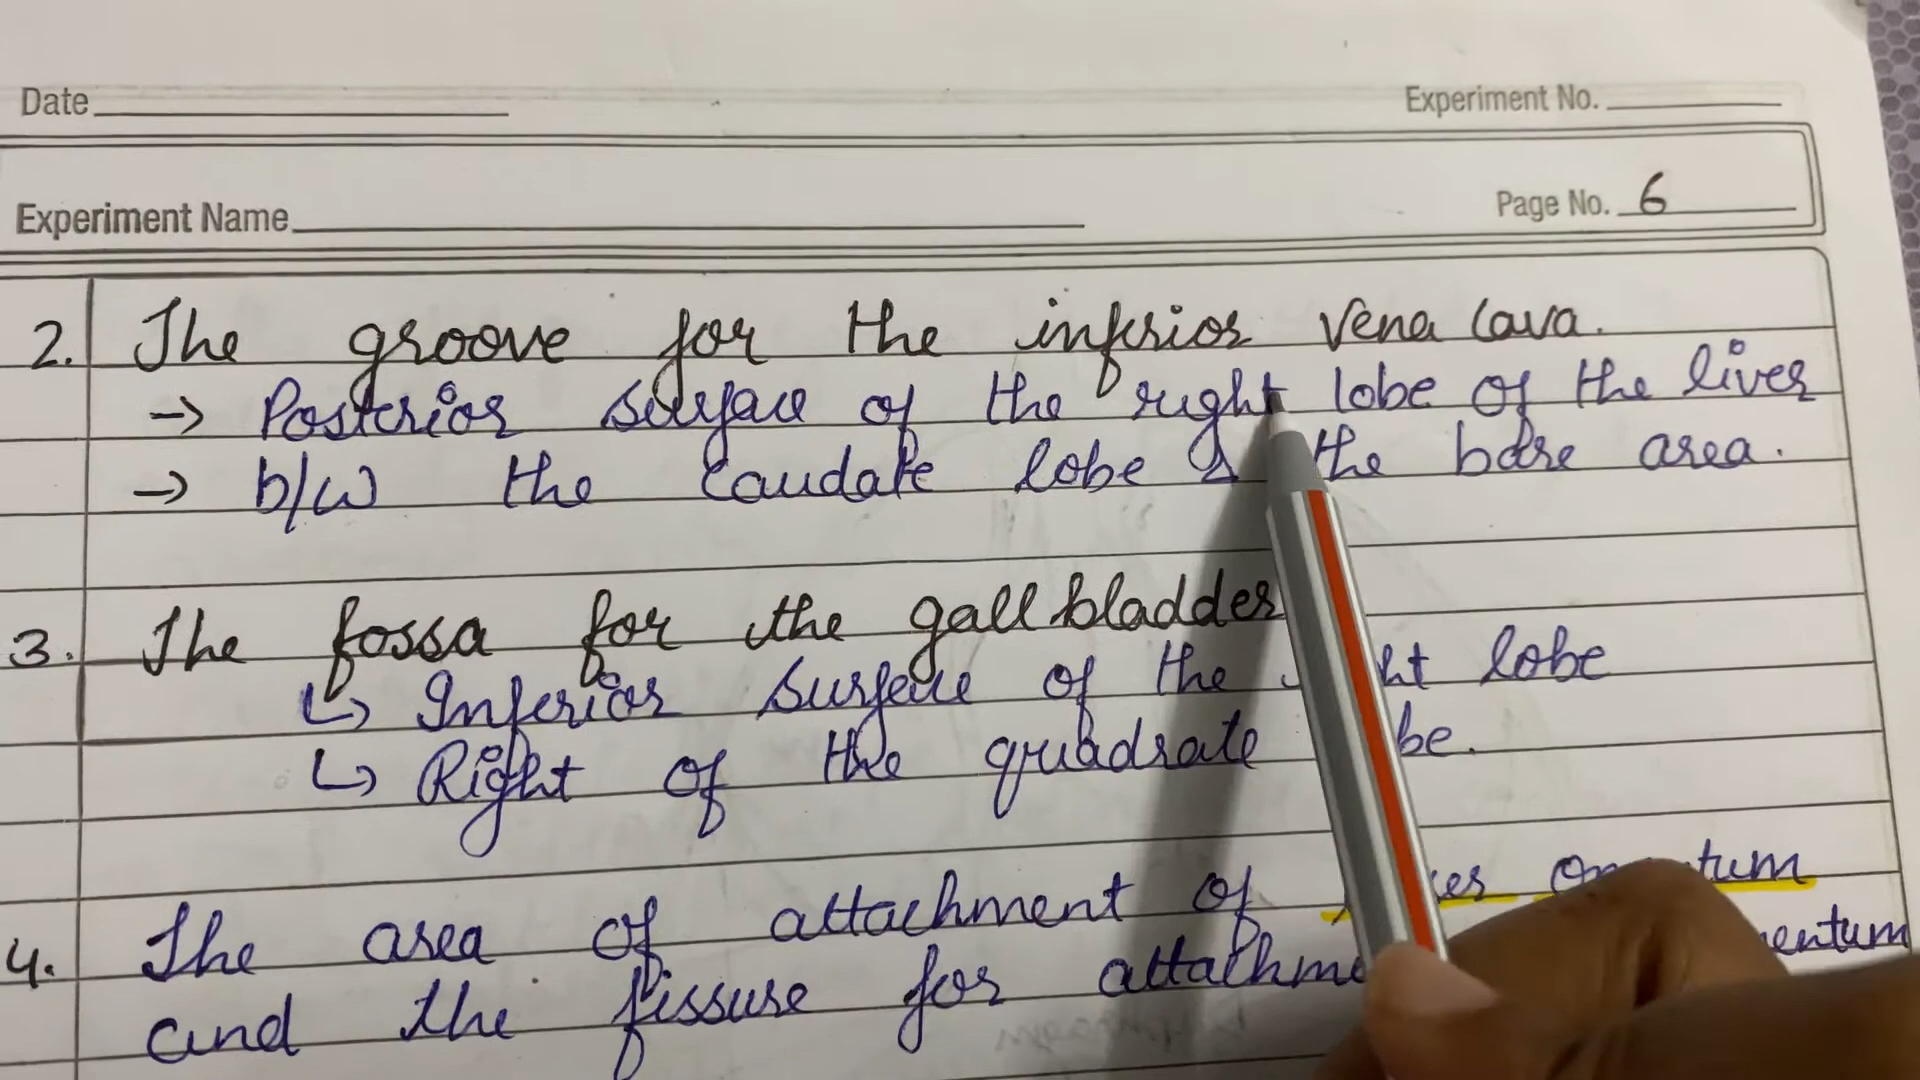 Date
Experiment No.
Experiment Name
Page No. 6
2. The groove for the inferior Vena Cava.
→ Posterior surface of the right lobe of the liver
→ b/w the Caudate lobe & the bare area.
3. The fossa for the gall bladder
↳ Inferior surface of the lobe
↳ Right of the quadrate
4. The area of attachment of
and the fissure for